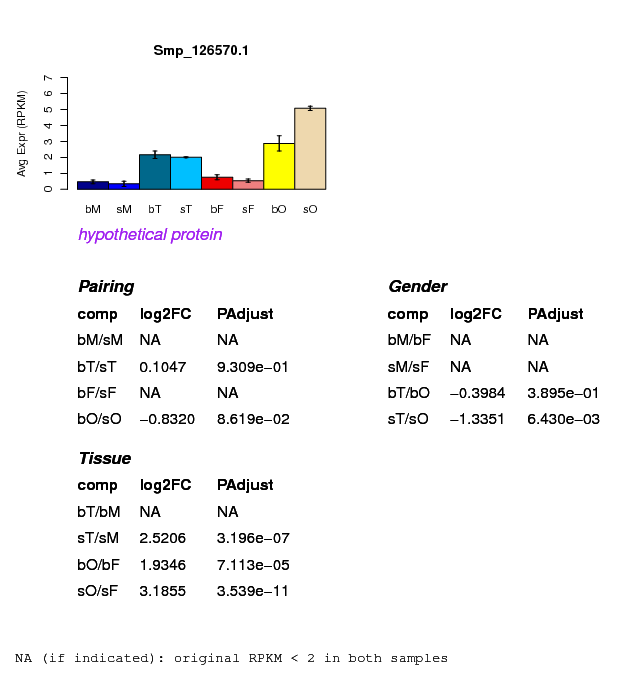 Smp_126570.1
Avg Expr (RPKM)
0 1 2 3 4 5 6 7
bM sM bT sT bF sF bO sO
hypothetical protein
Pairing
comp log2FC PAdjust
bM/sM NA NA
bT/sT 0.1047 9.309e−01
bF/sF NA NA
bO/sO −0.8320 8.619e−02
Gender
comp log2FC PAdjust
bM/bF NA NA
sM/sF NA NA
bT/bO −0.3984 3.895e−01
sT/sO −1.3351 6.430e−03
Tissue
comp log2FC PAdjust
bT/bM NA NA
sT/sM 2.5206 3.196e−07
bO/bF 1.9346 7.113e−05
sO/sF 3.1855 3.539e−11
NA (if indicated): original RPKM < 2 in both samples